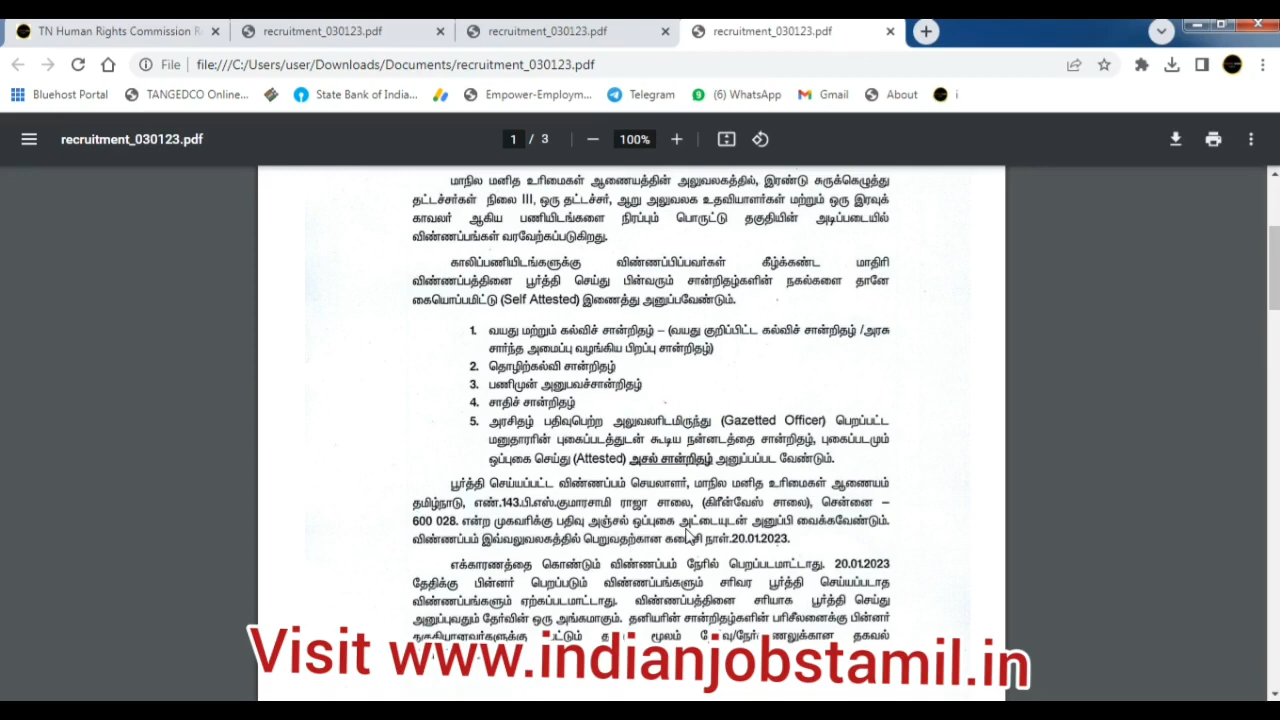 TN Human Rights Commission R
recruitment_030123.pdf
recruitment_030123.pdf
recruitment_030123.pdf
File
file:///C:/Users/user/Downloads/Documents/recruitment_030123.pdf
Bluehost Portal
TANGEDCO Online...
State Bank of India...
Empower-Employm...
Telegram
(6) WhatsApp
Gmail
About
i
recruitment_030123.pdf
1 / 3
100%
மாநில மனித உரிமைகள் ஆணையத்தின் அலுவலகத்தில், இரண்டு சுருக்கெழுத்து
தட்டச்சர்கள் நிலை III, ஒரு தட்டச்சர், ஆறு அலுவலக உதவியாளர்கள் மற்றும் ஒரு இரவுக்
காவலர் ஆகிய பணியிடங்களை நிரப்பும் பொருட்டு தகுதியின் அடிப்படையில்
விண்ணப்பங்கள் வரவேற்கப்படுகிறது.
காலிப்பணியிடங்களுக்கு விண்ணப்பிப்பவர்கள் கீழ்க்கண்ட மாதிரி
விண்ணப்பத்தினை பூர்த்தி செய்து பின்வரும் சான்றிதழ்களின் நகல்களை தானே
கையொப்பமிட்டு (Self Attested) இணைத்து அனுப்பவேண்டும்.
1. வயது மற்றும் கல்விச் சான்றிதழ் – (வயது குறிப்பிட்ட கல்விச் சான்றிதழ் /அரசு
சார்ந்த அமைப்பு வழங்கிய பிறப்பு சான்றிதழ்)
2. தொழிற்கல்வி சான்றிதழ்
3. பணிமுன் அனுபவச்சான்றிதழ்
4. சாதிச் சான்றிதழ்
5. அரசிதழ் பதிவுபெற்ற அலுவலரிடமிருந்து (Gazetted Officer) பெறப்பட்ட
மனுதாரரின் புகைப்படத்துடன் கூடிய நன்னடத்தை சான்றிதழ், புகைப்படமும்
ஒப்புகை செய்து (Attested) அசல் சான்றிதழ் அனுப்பப்பட வேண்டும்.
பூர்த்தி செய்யப்பட்ட விண்ணப்பம் செயலாளர், மாநில மனித உரிமைகள் ஆணையம்
தமிழ்நாடு, எண்.143,பி.எஸ்.குமாரசாமி ராஜா சாலை, (கிரீன்வேஸ் சாலை), சென்னை –
600 028. என்ற முகவரிக்கு பதிவு அஞ்சல் ஒப்புகை அட்டையுடன் அனுப்பி வைக்கவேண்டும்.
விண்ணப்பம் இவ்வலுவலகத்தில் பெறுவதற்கான கடைசி நாள்.20.01.2023.
எக்காரணத்தை கொண்டும் விண்ணப்பம் நேரில் பெறப்படமாட்டாது. 20.01.2023
தேதிக்கு பின்னர் பெறப்படும் விண்ணப்பங்களும் சரிவர பூர்த்தி செய்யப்படாத
விண்ணப்பங்களும் ஏற்கப்படமாட்டாது. விண்ணப்பத்தினை சரியாக பூர்த்தி செய்து
அனுப்புவதும் தேர்வின் ஒரு அங்கமாகும். தனியரின் சான்றிதழ்களின் பரிசீலனைக்கு பின்னர்
மூலம் தகவல்
Visit www.indianjobstamil.in